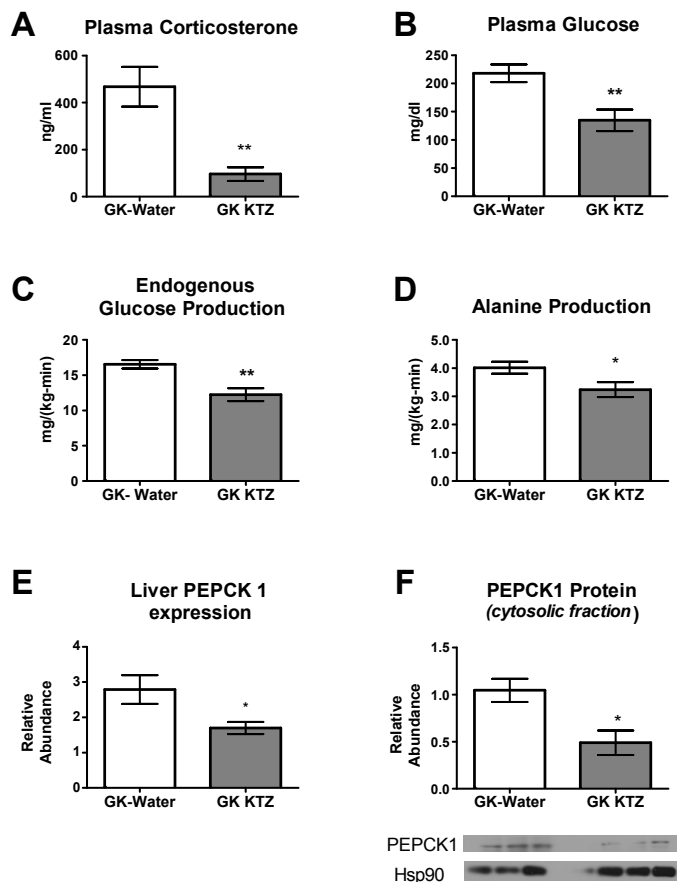 A
Plasma Corticosterone
600
400
200
0
ng/ml
**
GK-Water
GK KTZ
B
Plasma Glucose
250
200
150
100
50
0
mg/dl
**
GK-Water
GK KTZ
C
Endogenous
Glucose Production
20
15
10
5
0
mg/(kg-min)
**
GK- Water
GK KTZ
D
Alanine Production
5.0
4.0
3.0
2.0
1.0
0.0
mg/(kg-min)
*
GK-Water
GK KTZ
E
Liver PEPCK 1
expression
4
3
2
1
0
Relative
Abundance
*
GK-Water
GK KTZ
F
PEPCK1 Protein
(cytosolic fraction)
1.5
1.0
0.5
0.0
Relative
Abundance
*
GK-Water
GK KTZ
PEPCK1
Hsp90